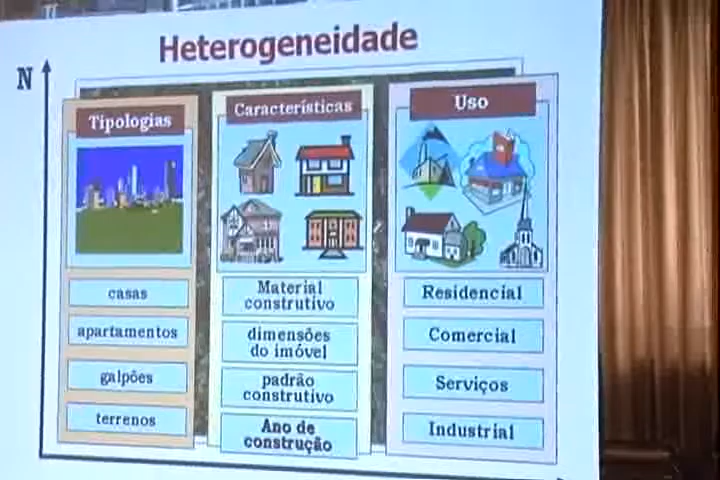 Heterogeneidade
N
Tipologias
casas
apartamentos
galpões
terrenos
Características
Material
construtivo
dimensões
do imóvel
padrão
construtivo
Ano de
construção
Uso
Residencial
Comercial
Serviços
Industrial